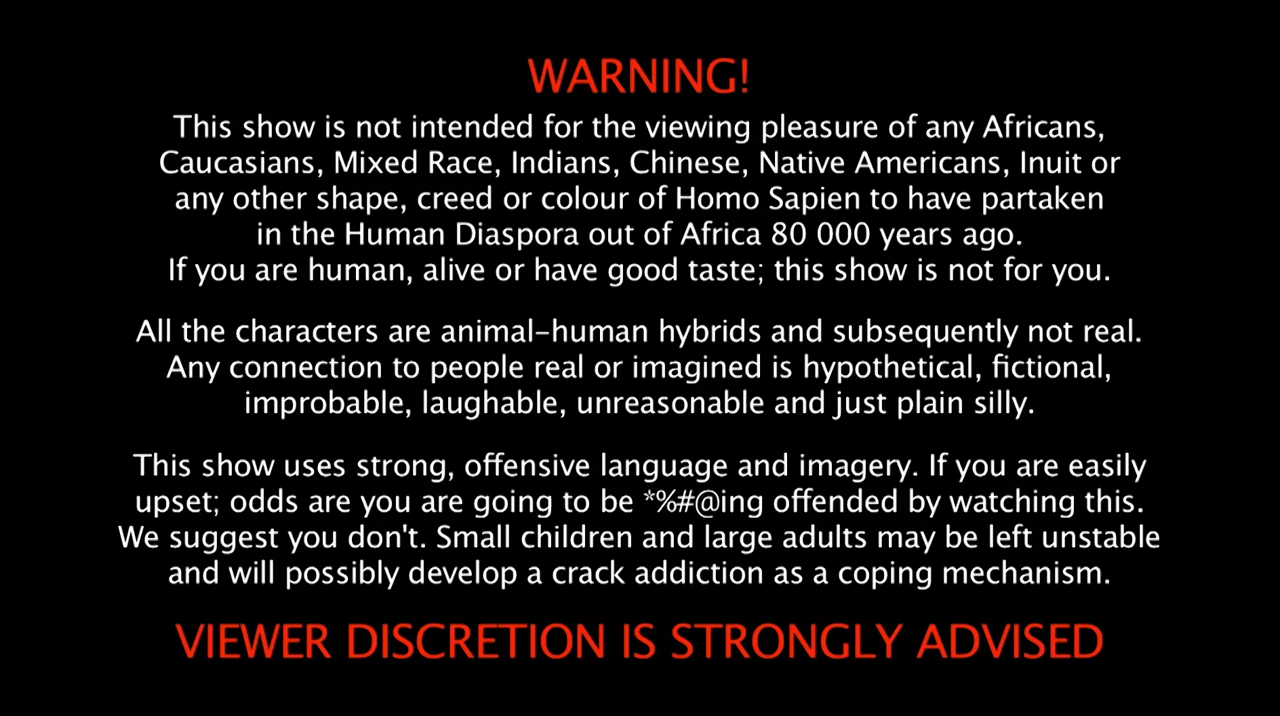 WARNING!
This show is not intended for the viewing pleasure of any Africans,
Caucasians, Mixed Race, Indians, Chinese, Native Americans, Inuit or
any other shape, creed or colour of Homo Sapien to have partaken
in the Human Diaspora out of Africa 80 000 years ago.
If you are human, alive or have good taste; this show is not for you.
All the characters are animal-human hybrids and subsequently not real.
Any connection to people real or imagined is hypothetical, fictional,
improbable, laughable, unreasonable and just plain silly.
This show uses strong, offensive language and imagery. If you are easily
upset; odds are you are going to be *%#@ing offended by watching this.
We suggest you don't. Small children and large adults may be left unstable
and will possibly develop a crack addiction as a coping mechanism.
VIEWER DISCRETION IS STRONGLY ADVISED